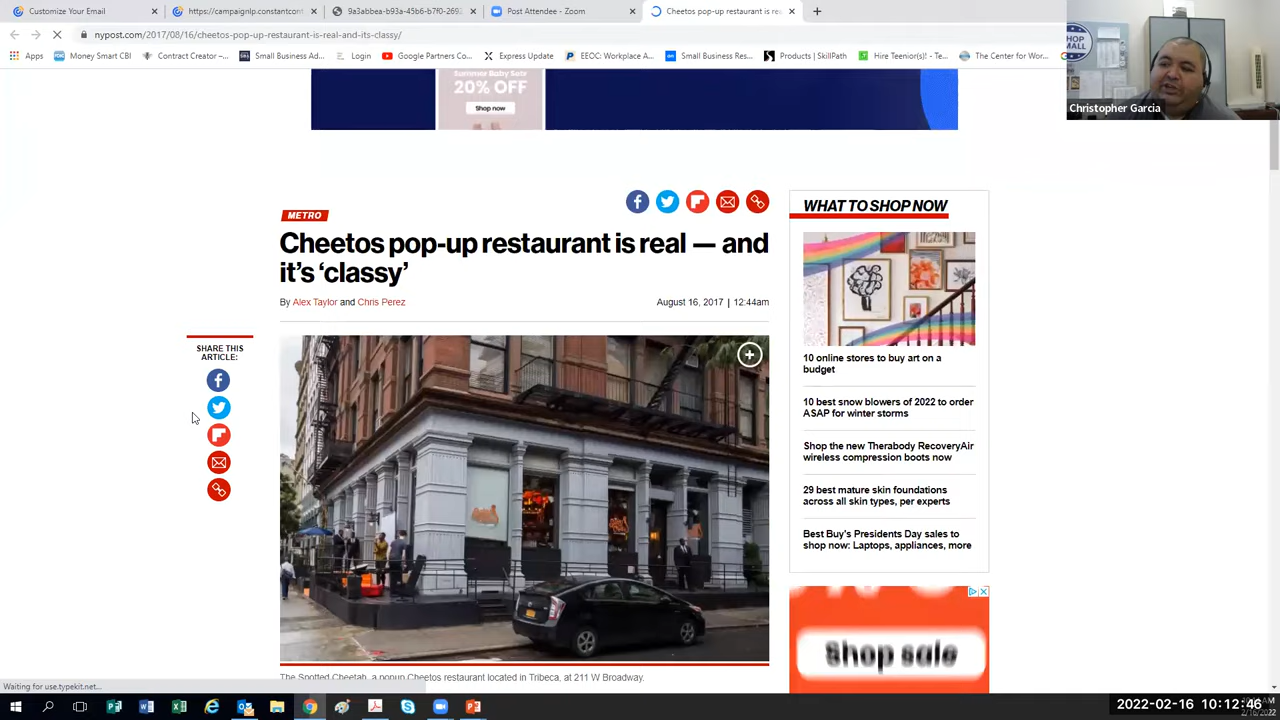 Customize Your Email
https://campaignlp.constantcont
9a3abbea-b93a-45b6-b7f0-2692
Post Attendee - Zoom
Cheetos pop-up restaurant is rea
nypost.com/2017/08/16/cheetos-pop-up-restaurant-is-real-and-its-classy/
Apps
Money Smart CBI
Contract Creator –...
Small Business Ad...
Login
Google Partners Co...
Express Update
EEOC: Workplace A...
Small Business Res...
Products | SkillPath
Hire Teenior(s)! - Te...
The Center for Wor...
SHOP
Christopher Garcia
20% OFF
Shop now
METRO
Cheetos pop-up restaurant is real — and
it's 'classy'
By Alex Taylor and Chris Perez
August 16, 2017 | 12:44am
SHARE THIS
ARTICLE:
The Spotted Cheetah, a popup Cheetos restaurant located in Tribeca, at 211 W Broadway.
WHAT TO SHOP NOW
10 online stores to buy art on a
budget
10 best snow blowers of 2022 to order
ASAP for winter storms
Shop the new Therabody RecoveryAir
wireless compression boots now
29 best mature skin foundations
across all skin types, per experts
Best Buy's Presidents Day sales to
shop now: Laptops, appliances, more
Shop sale
Waiting for use.typekit.net...
2022-02-16 10:12:46